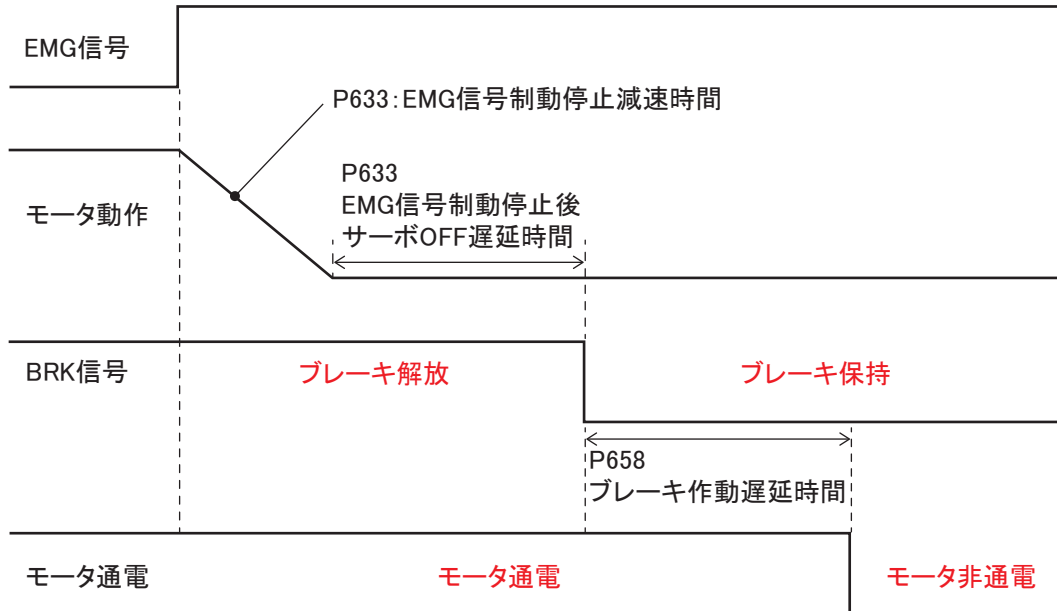 EMG信号
P633：EMG信号制動停止減速時間
P633
EMG信号制動停止後
サーボOFF遅延時間
モータ動作
BRK信号
ブレーキ解放
ブレーキ保持
P658
ブレーキ作動遅延時間
モータ通電
モータ通電
モータ非通電